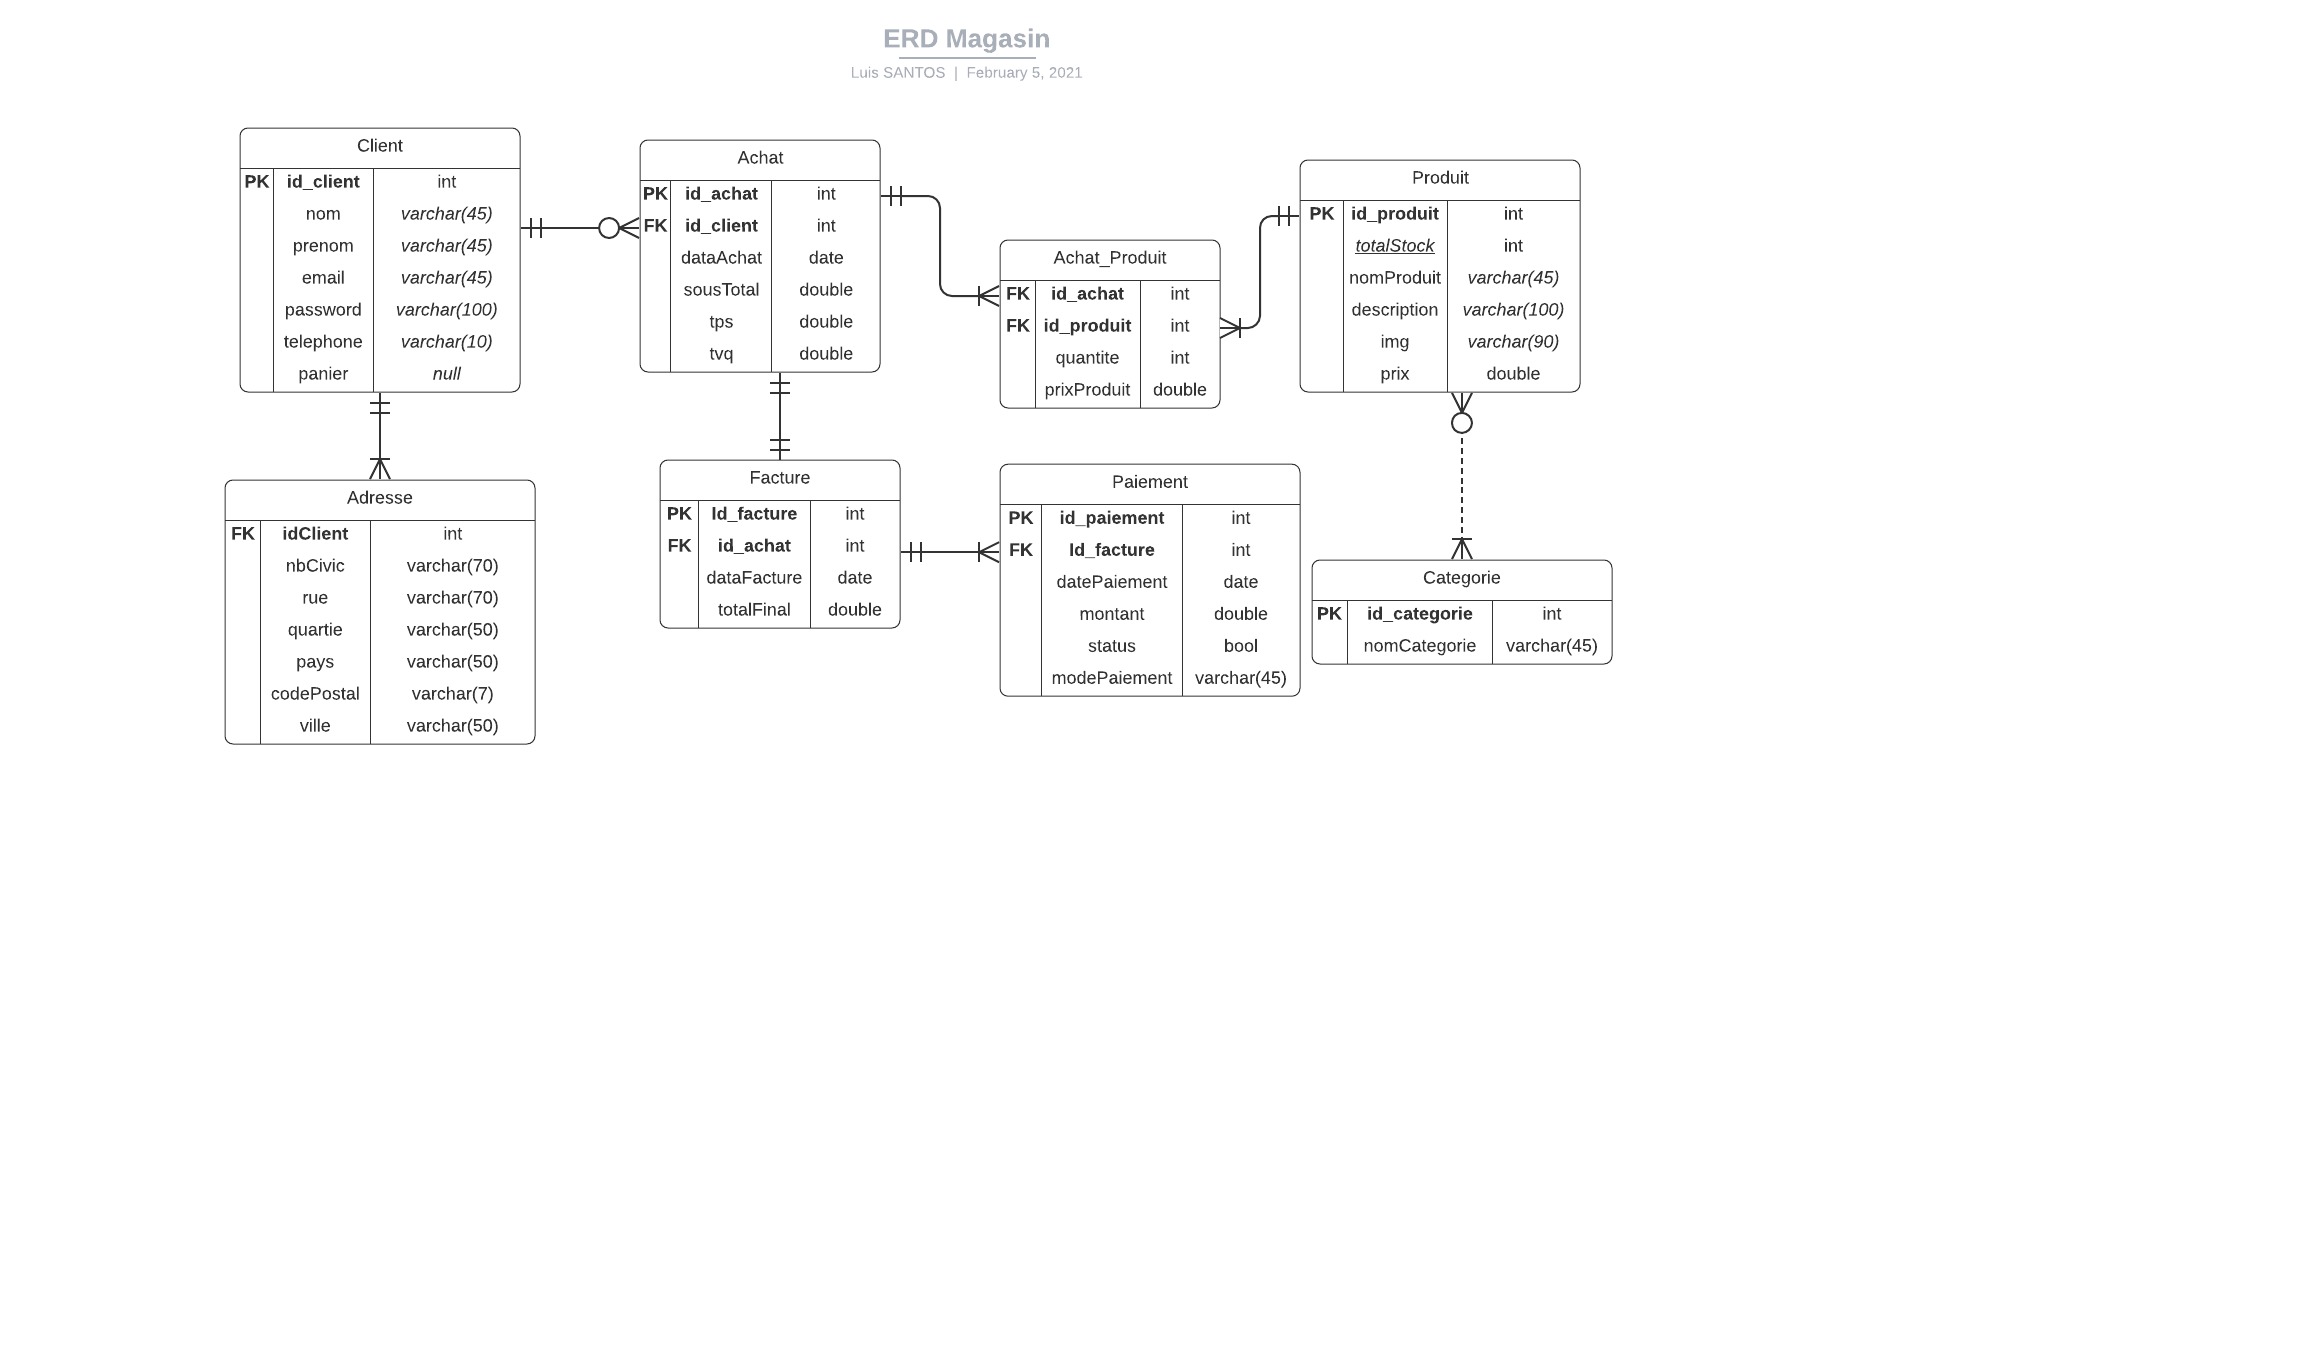 ERD Magasin
Luis SANTOS | February 5, 2021
Client
PK id_client int
nom varchar(45)
prenom varchar(45)
email varchar(45)
password varchar(100)
telephone varchar(10)
panier null
Achat
PK id_achat int
FK id_client int
dataAchat date
sousTotal double
tps double
tvq double
Achat_Produit
FK id_achat int
FK id_produit int
quantite int
prixProduit double
Produit
PK id_produit int
totalStock int
nomProduit varchar(45)
description varchar(100)
img varchar(90)
prix double
Adresse
FK idClient int
nbCivic varchar(70)
rue varchar(70)
quartie varchar(50)
pays varchar(50)
codePostal varchar(7)
ville varchar(50)
Facture
PK Id_facture int
FK id_achat int
dataFacture date
totalFinal double
Paiement
PK id_paiement int
FK Id_facture int
datePaiement date
montant double
status bool
modePaiement varchar(45)
Categorie
PK id_categorie int
nomCategorie varchar(45)